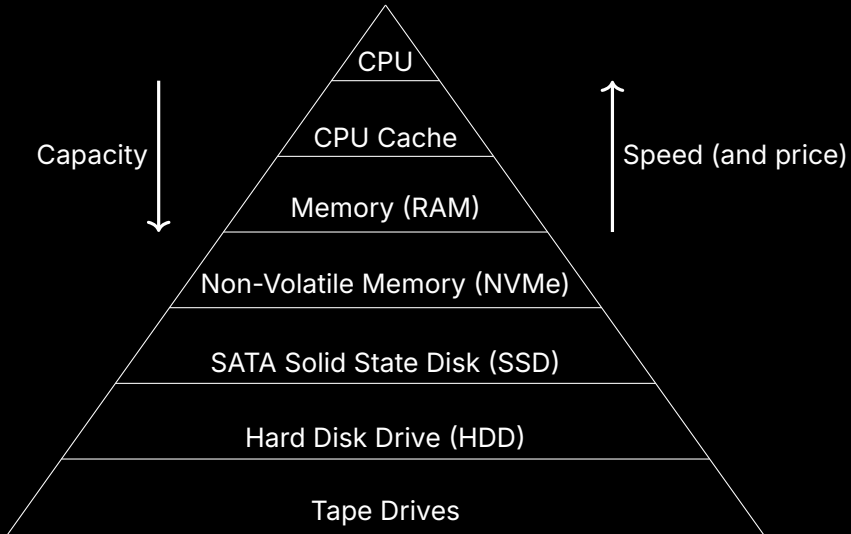 CPU
CPU Cache
Capacity
Speed (and price)
Memory (RAM)
Non-Volatile Memory (NVMe)
SATA Solid State Disk (SSD)
Hard Disk Drive (HDD)
Tape Drives